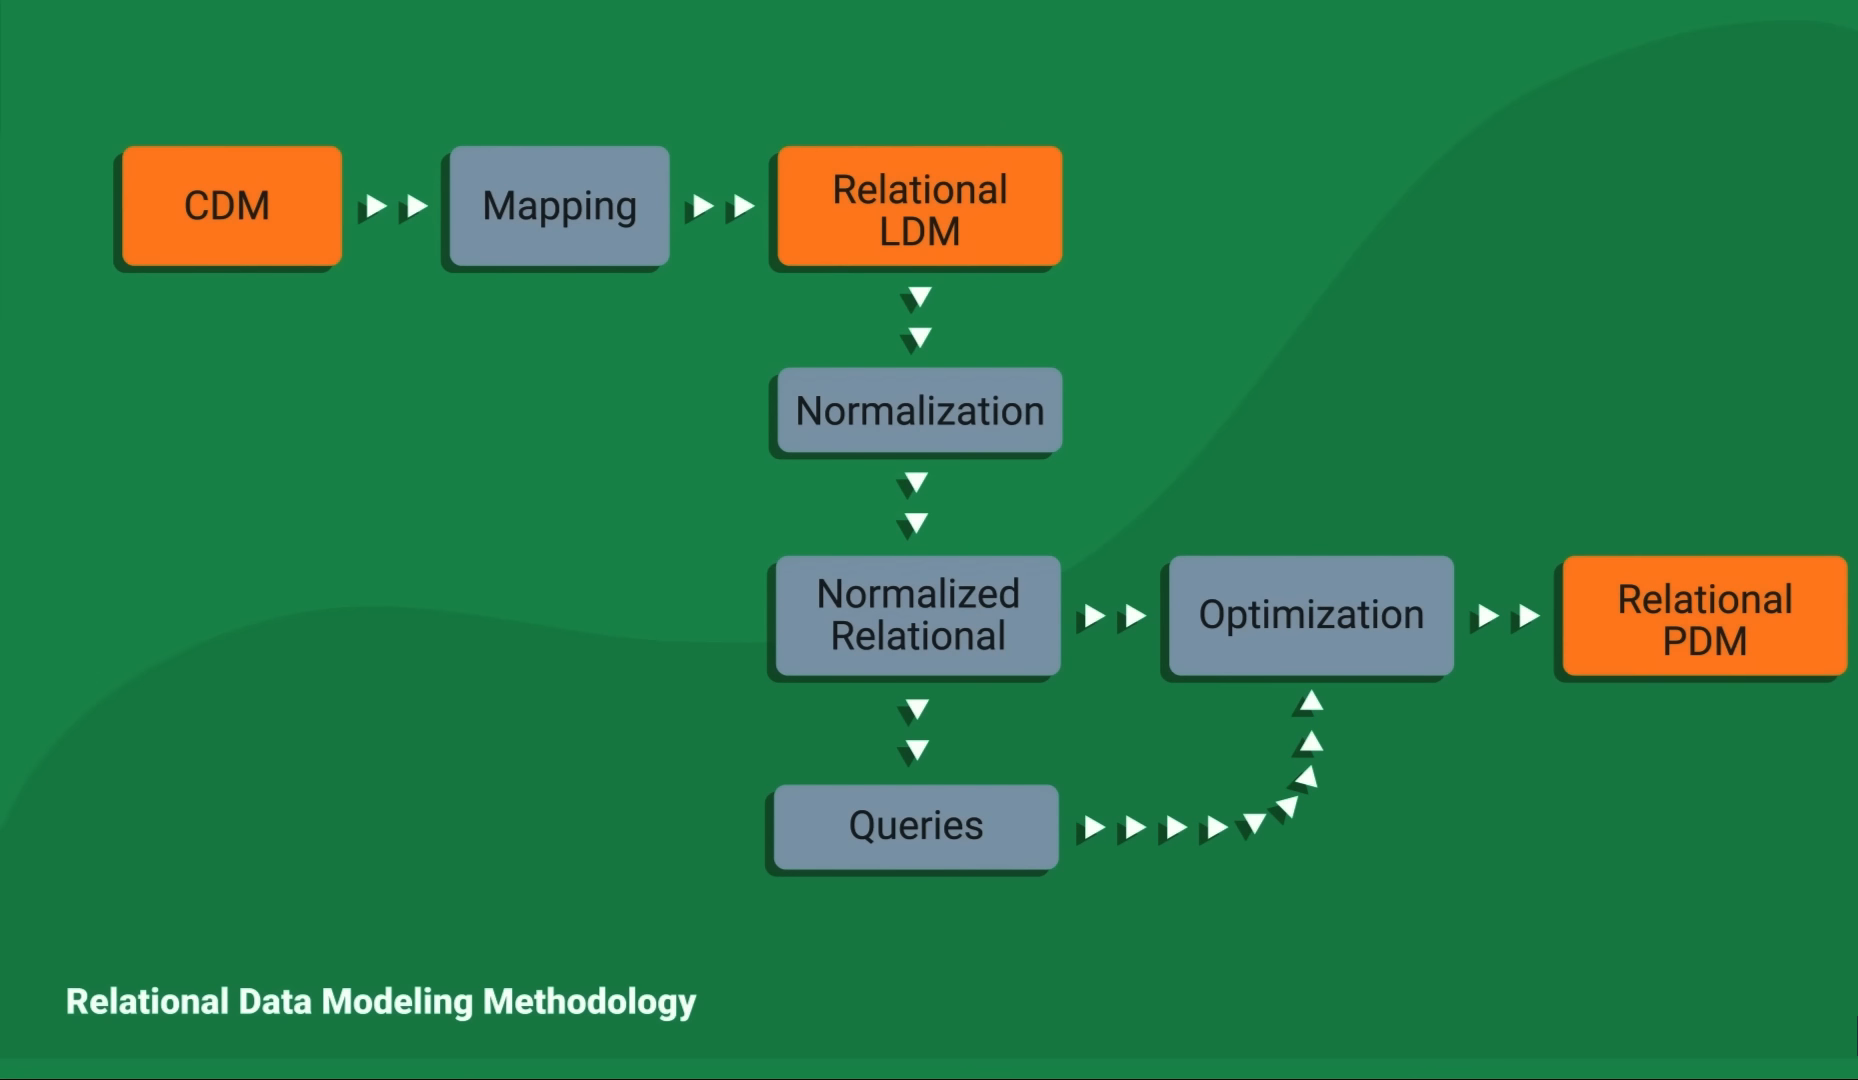 CDM
Mapping
Relational
LDM
Normalization
Normalized
Relational
Optimization
Relational
PDM
Queries
Relational Data Modeling Methodology